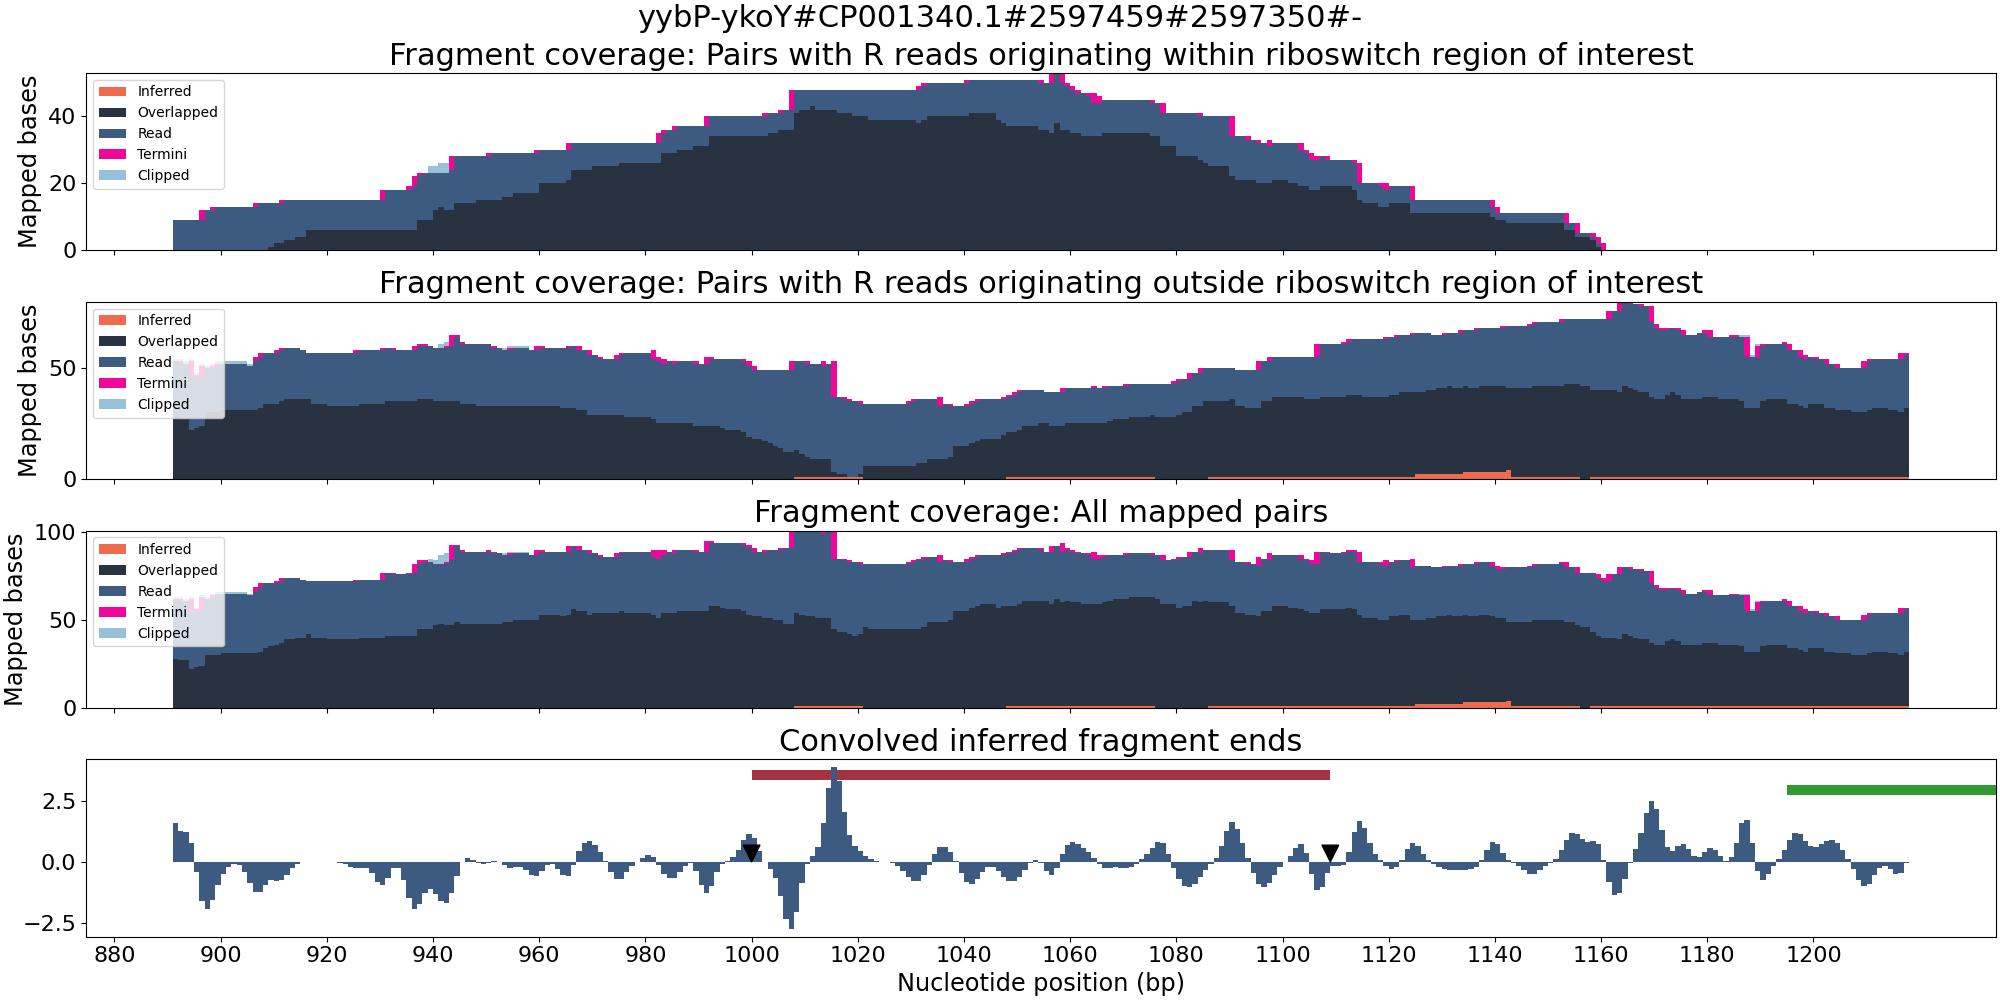 yybP-ykoY#CP001340.1#2597459#2597350#-
Fragment coverage: Pairs with R reads originating within riboswitch region of interest
Mapped bases
40
20
0
Inferred
Overlapped
Read
Termini
Clipped
Fragment coverage: Pairs with R reads originating outside riboswitch region of interest
Mapped bases
50
0
Inferred
Overlapped
Read
Termini
Clipped
Fragment coverage: All mapped pairs
Mapped bases
100
50
0
Inferred
Overlapped
Read
Termini
Clipped
Convolved inferred fragment ends
2.5
0.0
−2.5
880 900 920 940 960 980 1000 1020 1040 1060 1080 1100 1120 1140 1160 1180 1200
Nucleotide position (bp)